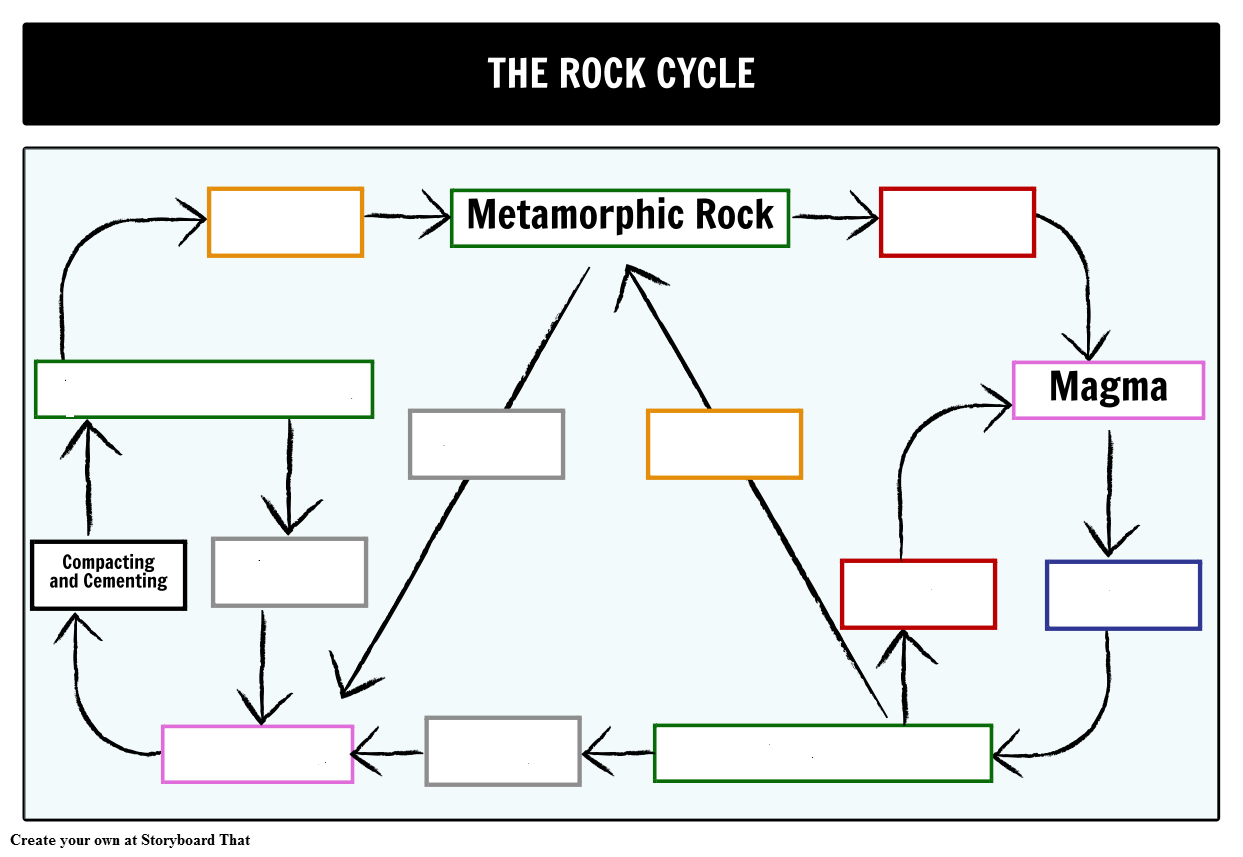 THE ROCK CYCLE
Metamorphic Rock
Magma
Compacting
and Cementing
Create your own at Storyboard That